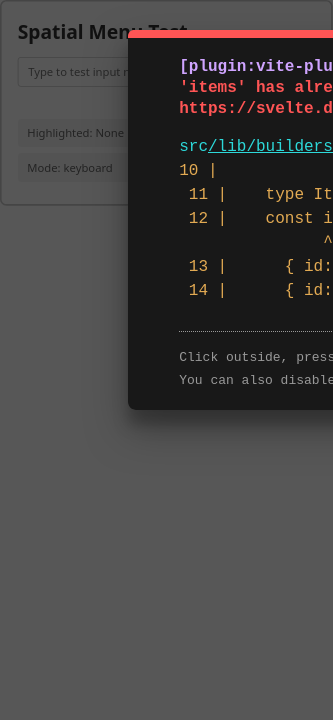 Spatial Menu Test
Type to test input
Highlighted: None
Mode: keyboard
[plugin:vite-plu
'items' has alre
https://svelte.d
src/lib/builders
10 |
11 | type It
12 | const i
^
13 | { id:
14 | { id:
Click outside, press
You can also disable